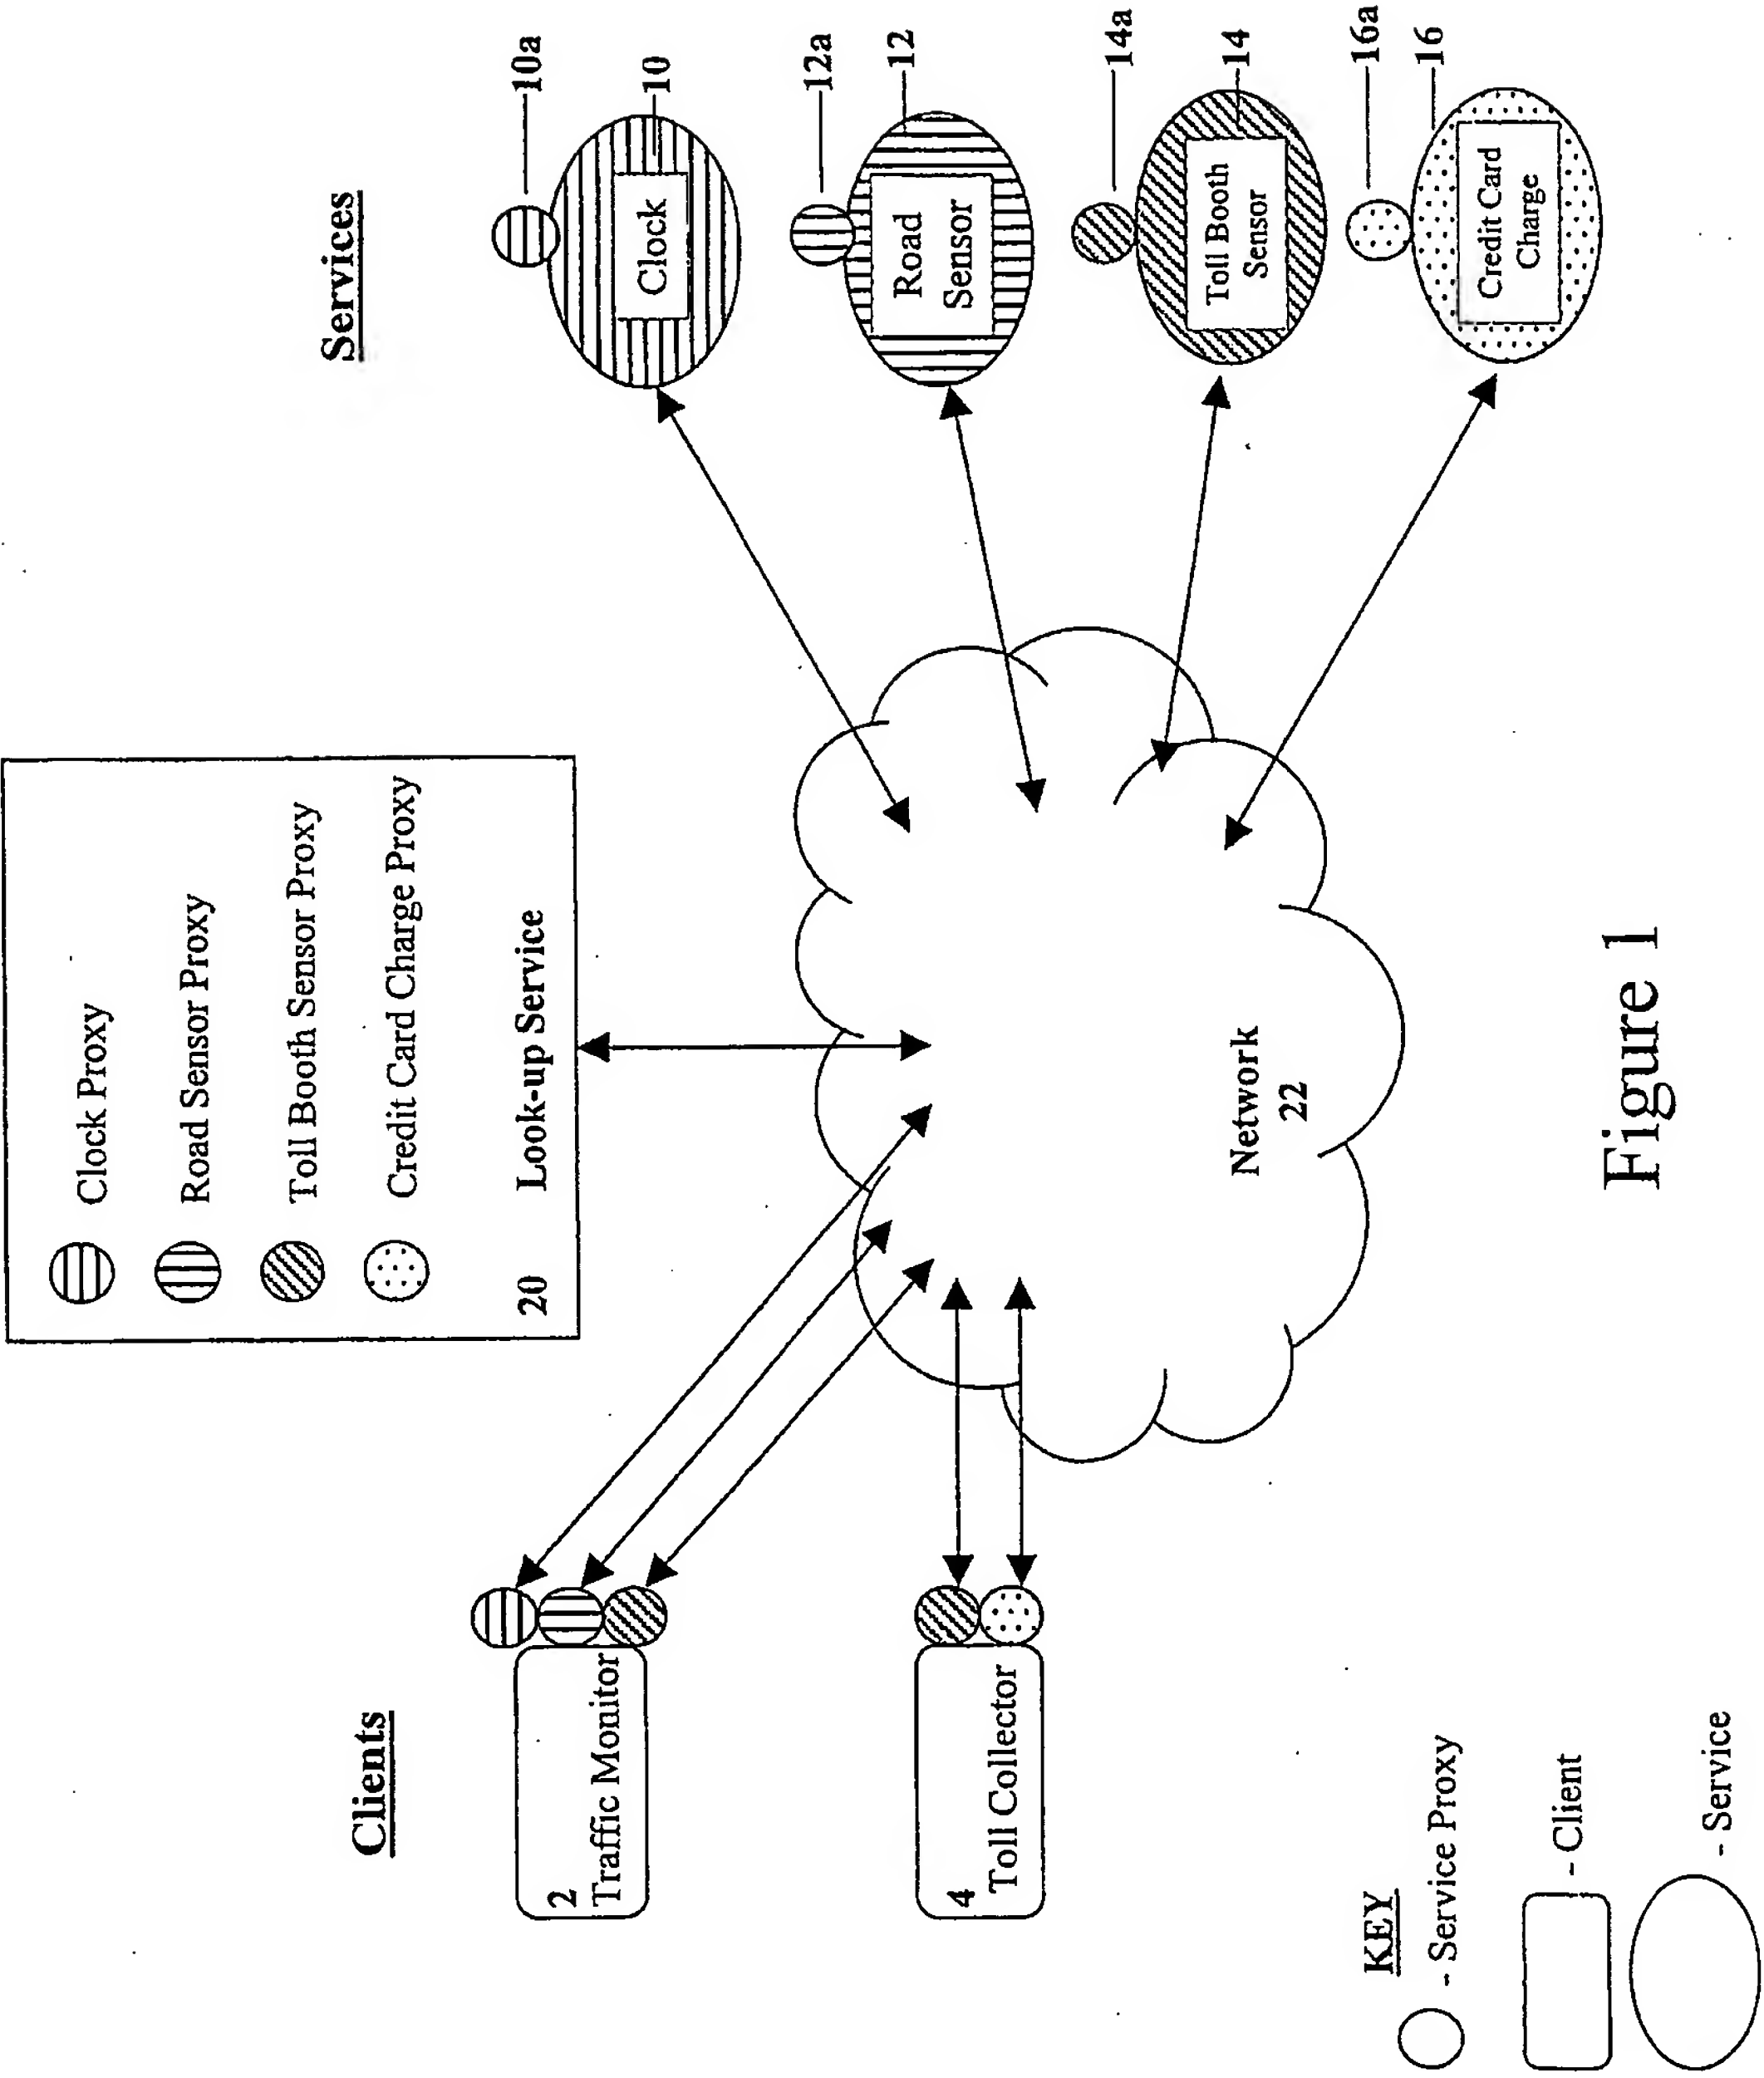 Clock Proxy
Road Sensor Proxy
Toll Booth Sensor Proxy
Credit Card Charge Proxy
20 Look-up Service
Clients
Services
2
Traffic Monitor
4
Toll Collector
10a
10
Clock
12a
12
Road
Sensor
14a
14
Toll Booth
Sensor
16a
16
Credit Card
Charge
Network
22
KEY
- Service Proxy
- Client
- Service
Figure 1